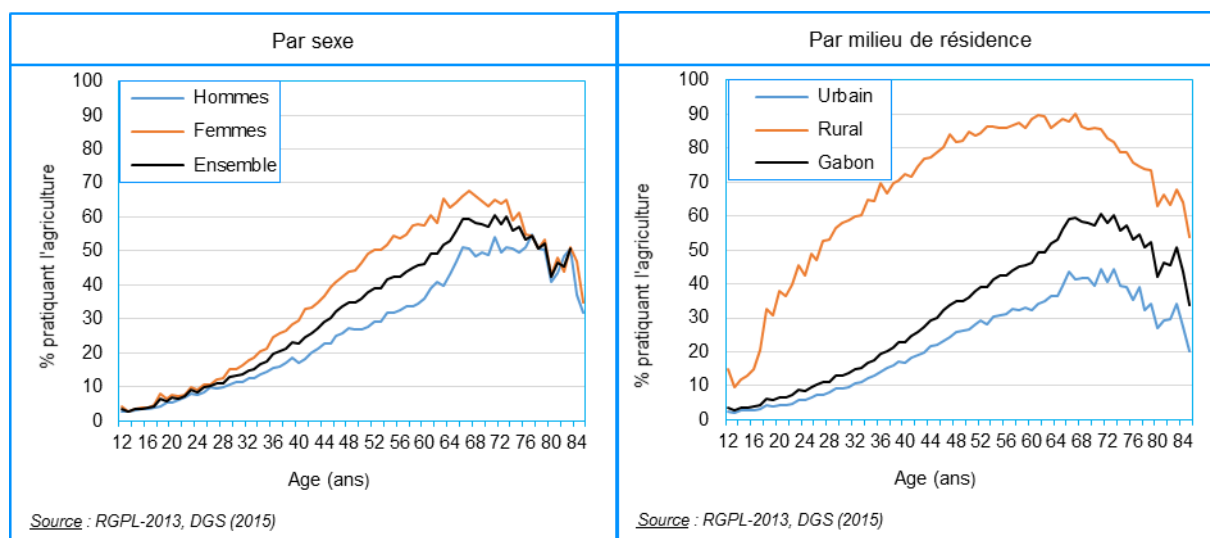 Par sexe
100
90
80
70
60
50
40
30
20
10
0
% pratiquant l'agriculture
Hommes
Femmes
Ensemble
12 16 20 24 28 32 36 40 44 48 52 56 60 64 68 72 76 80 84
Age (ans)
Source : RGPL-2013, DGS (2015)
Par milieu de résidence
100
90
80
70
60
50
40
30
20
10
0
% pratiquant l'agriculture
Urbain
Rural
Gabon
12 16 20 24 28 32 36 40 44 48 52 56 60 64 68 72 76 80 84
Age (ans)
Source : RGPL-2013, DGS (2015)